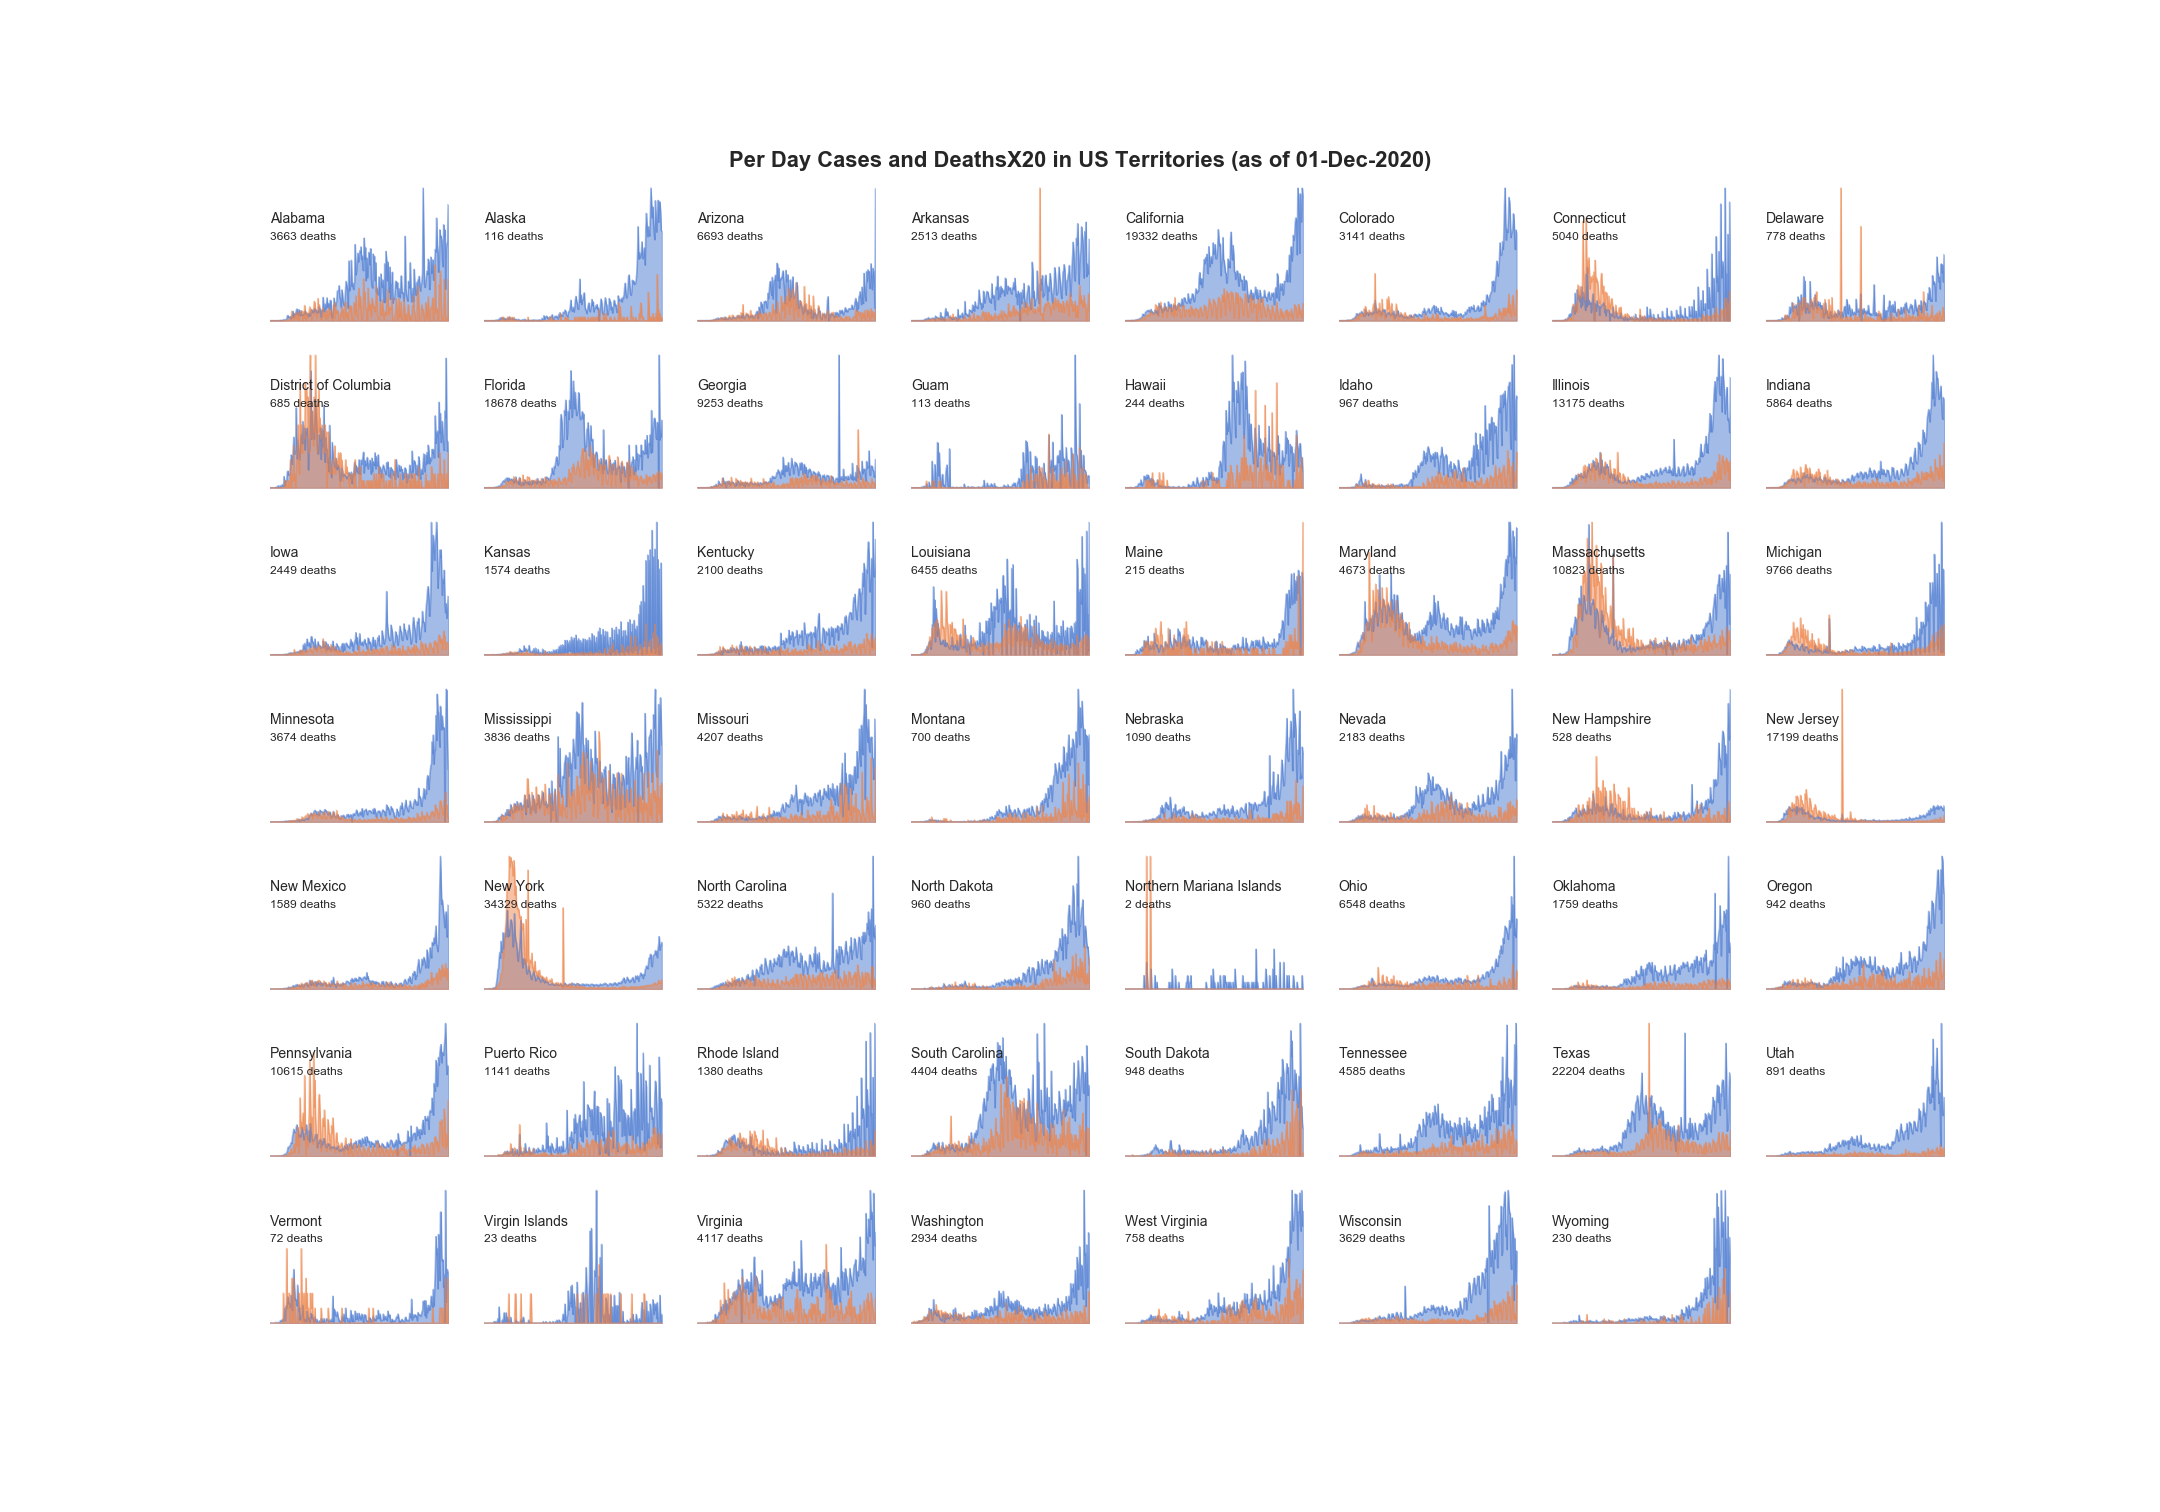 Per Day Cases and DeathsX20 in US Territories (as of 01-Dec-2020)
Alabama
3663 deaths
Alaska
116 deaths
Arizona
6693 deaths
Arkansas
2513 deaths
California
19332 deaths
Colorado
3141 deaths
Connecticut
5040 deaths
Delaware
778 deaths
District of Columbia
685 deaths
Florida
18678 deaths
Georgia
9253 deaths
Guam
113 deaths
Hawaii
244 deaths
Idaho
967 deaths
Illinois
13175 deaths
Indiana
5864 deaths
Iowa
2449 deaths
Kansas
1574 deaths
Kentucky
2100 deaths
Louisiana
6455 deaths
Maine
215 deaths
Maryland
4673 deaths
Massachusetts
10823 deaths
Michigan
9766 deaths
Minnesota
3674 deaths
Mississippi
3836 deaths
Missouri
4207 deaths
Montana
700 deaths
Nebraska
1090 deaths
Nevada
2183 deaths
New Hampshire
528 deaths
New Jersey
17199 deaths
New Mexico
1589 deaths
New York
34329 deaths
North Carolina
5322 deaths
North Dakota
960 deaths
Northern Mariana Islands
2 deaths
Ohio
6548 deaths
Oklahoma
1759 deaths
Oregon
942 deaths
Pennsylvania
10615 deaths
Puerto Rico
1141 deaths
Rhode Island
1380 deaths
South Carolina
4404 deaths
South Dakota
948 deaths
Tennessee
4585 deaths
Texas
22204 deaths
Utah
891 deaths
Vermont
72 deaths
Virgin Islands
23 deaths
Virginia
4117 deaths
Washington
2934 deaths
West Virginia
758 deaths
Wisconsin
3629 deaths
Wyoming
230 deaths